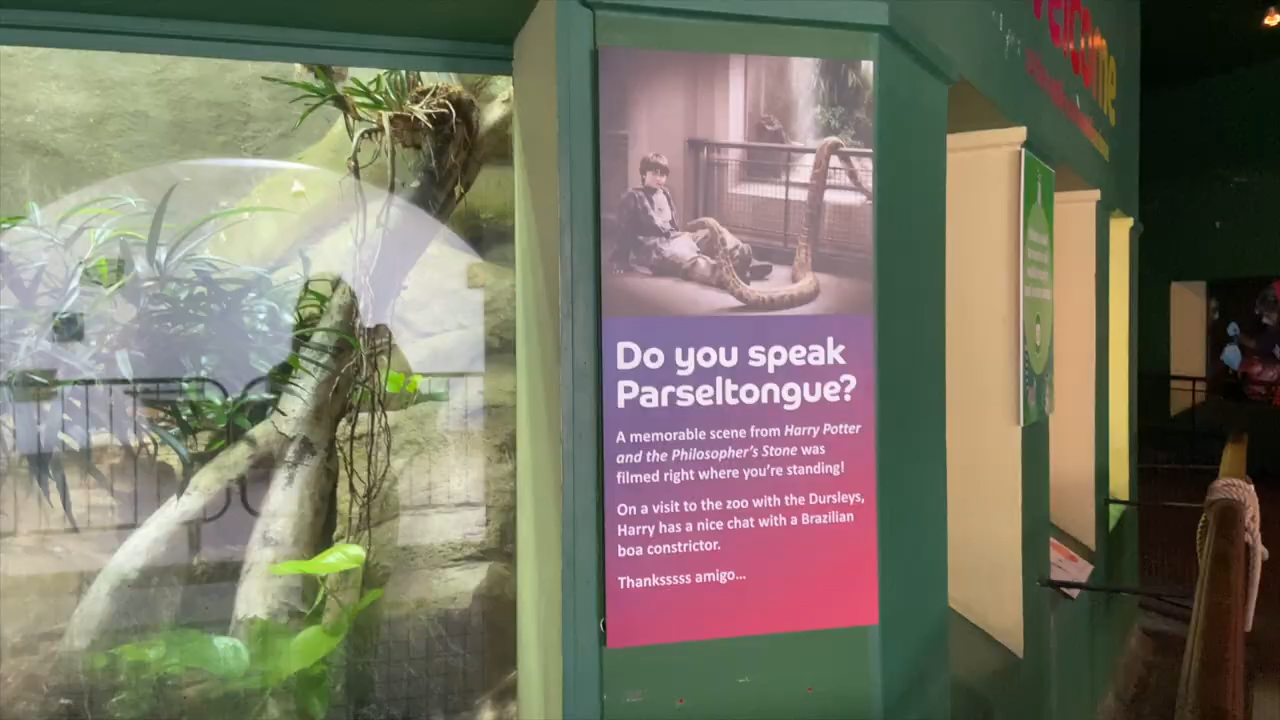 Do you speak
Parseltongue?
A memorable scene from Harry Potter
and the Philosopher's Stone was
filmed right where you're standing!
On a visit to the zoo with the Dursleys,
Harry has a nice chat with a Brazilian
boa constrictor.
Thanksssss amigo...
Welcome